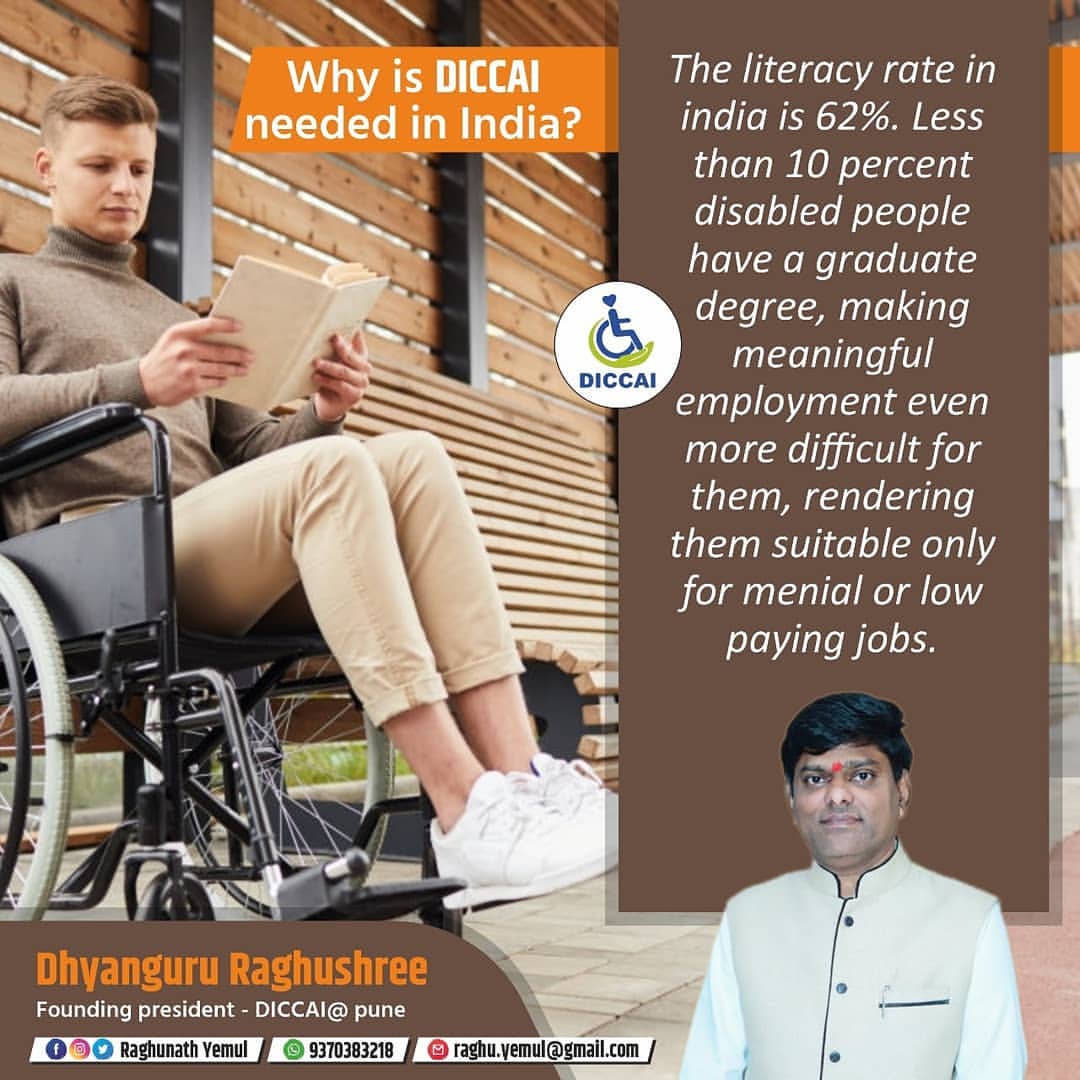 Why is DICCAI
needed in India?
The literacy rate in
india is 62%. Less
than 10 percent
disabled people
have a graduate
degree, making
meaningful
employment even
more difficult for
them, rendering
them suitable only
for menial or low
paying jobs.
DICCAI
Dhyanguru Raghushree
Founding president - DICCAI@ pune
Raghunath Yemul
9370383218
raghu.yemul@gmail.com